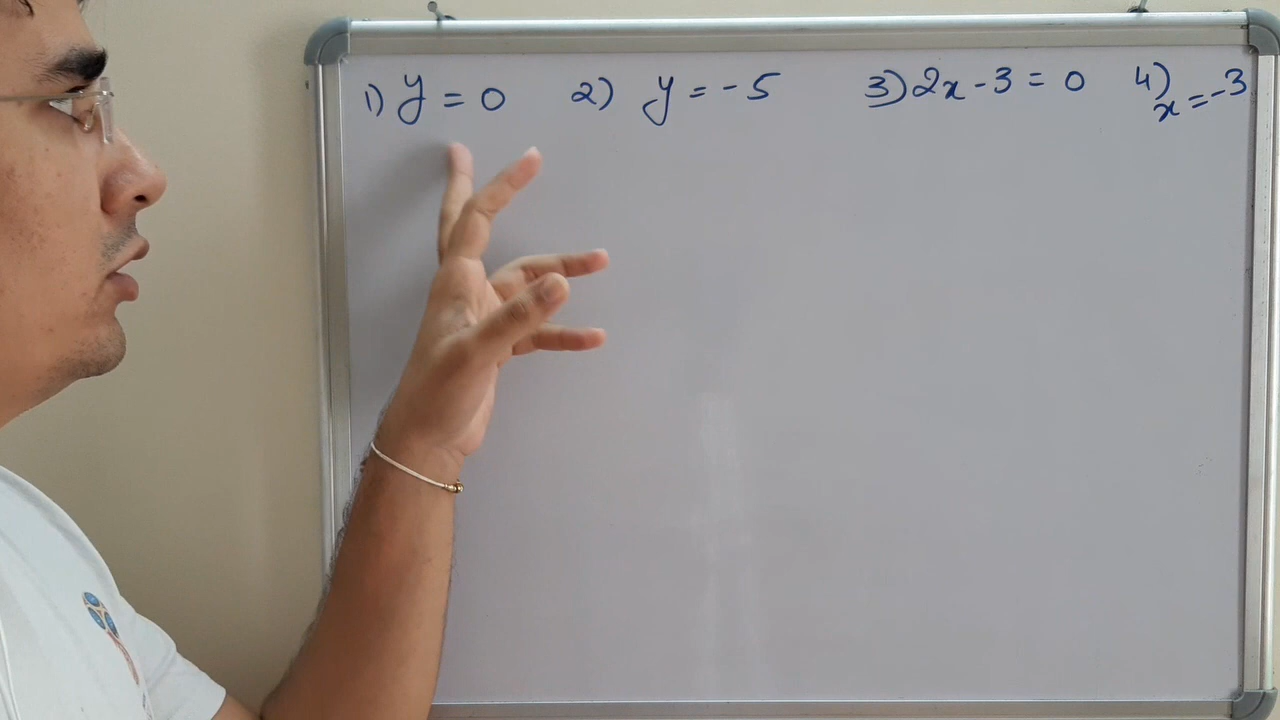 1) y = 0 2) y = -5 3) 2x - 3 = 0 4) x = -3